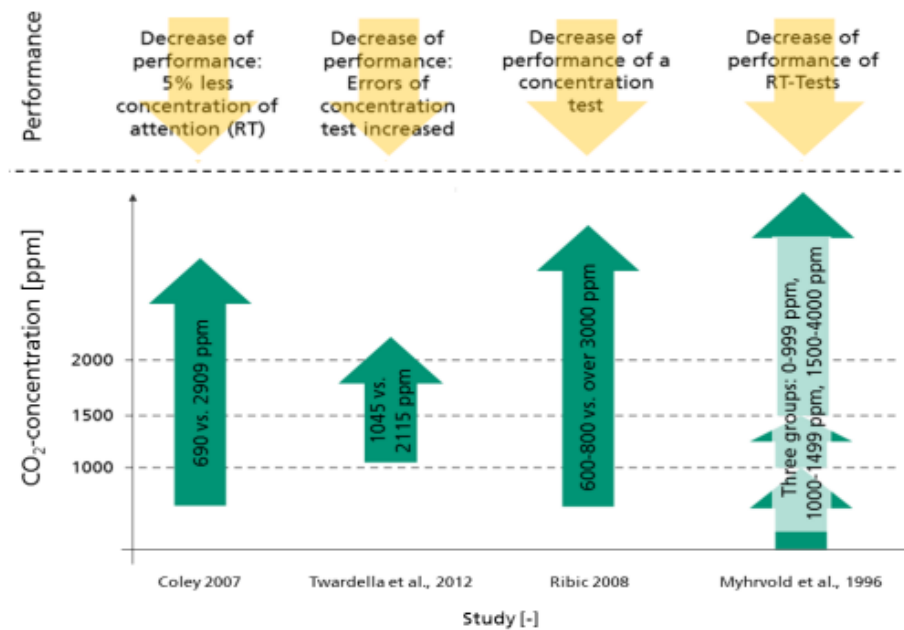 Performance
Decrease of
performance:
5% less
concentration of
attention (RT)
Decrease of
performance:
Errors of
concentration
test increased
Decrease of
performance of a
concentration
test
Decrease of
performance of
RT-Tests
CO₂-concentration [ppm]
2000
1500
1000
690 vs. 2909 ppm
1045 vs.
2115 ppm
600-800 vs. over 3000 ppm
Three groups: 0-999 ppm,
1000-1499 ppm, 1500-4000 ppm
Coley 2007
Twardella et al., 2012
Ribic 2008
Myhrvold et al., 1996
Study [-]